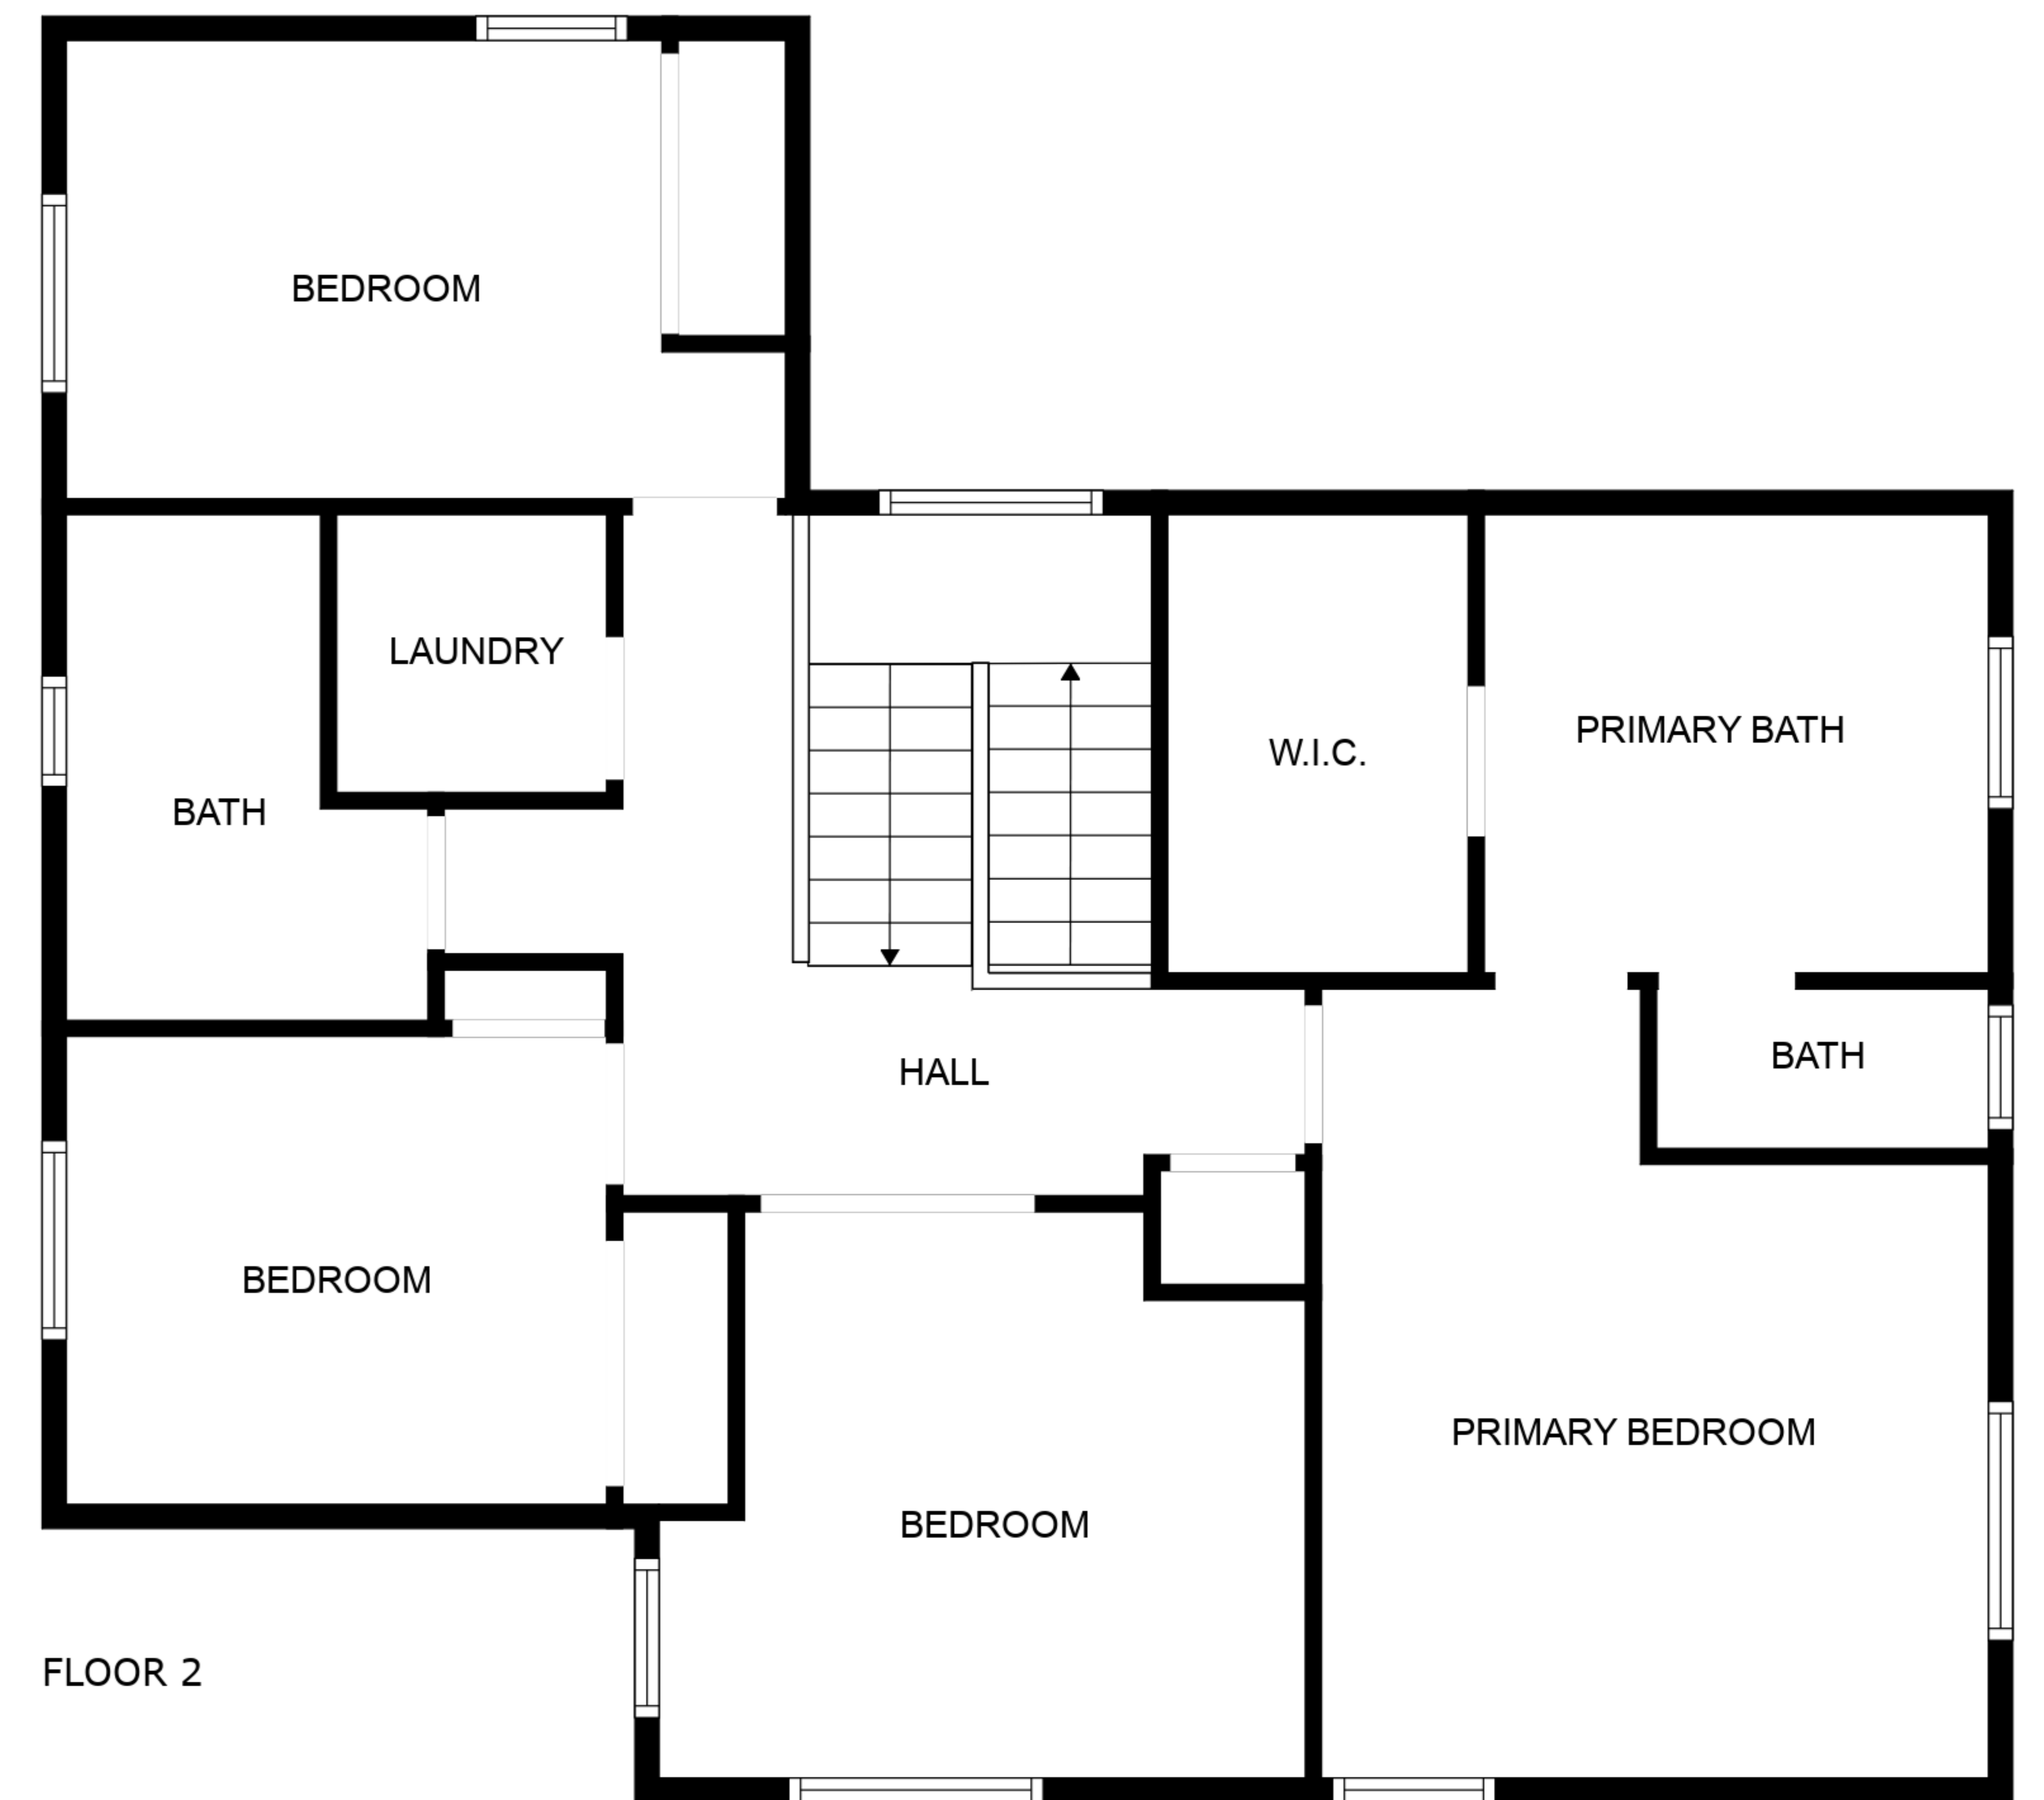 BEDROOM
LAUNDRY
BATH
W.I.C.
PRIMARY BATH
HALL
BATH
BEDROOM
PRIMARY BEDROOM
BEDROOM
FLOOR 2